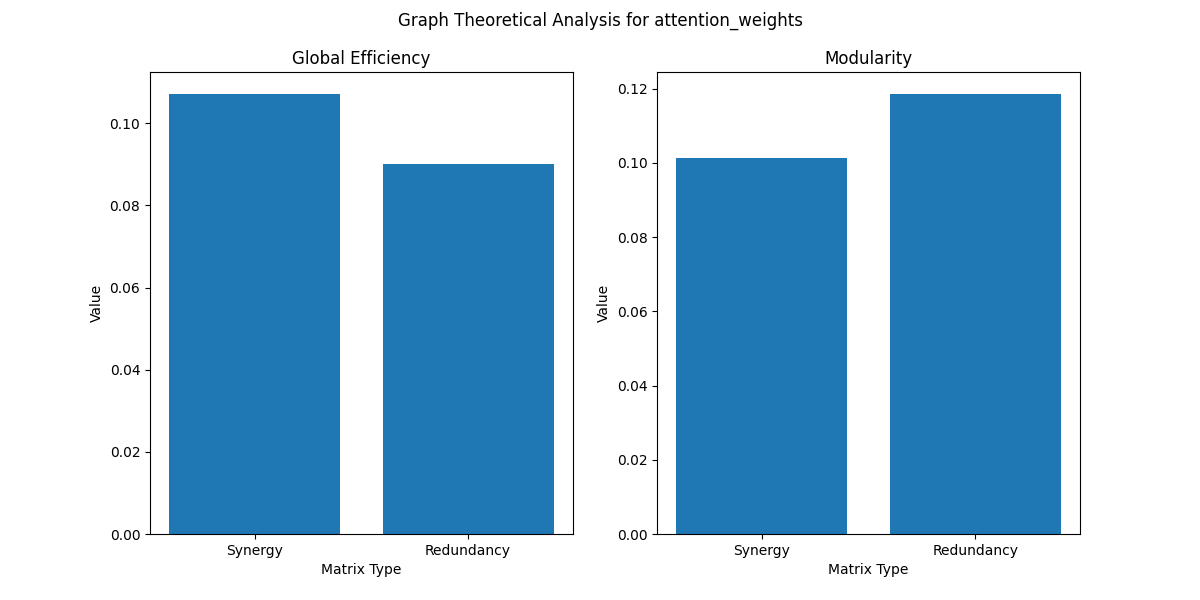 Graph Theoretical Analysis for attention_weights
Global Efficiency
Value
0.10
0.08
0.06
0.04
0.02
0.00
Synergy Redundancy
Matrix Type
Modularity
Value
0.12
0.10
0.08
0.06
0.04
0.02
0.00
Synergy Redundancy
Matrix Type